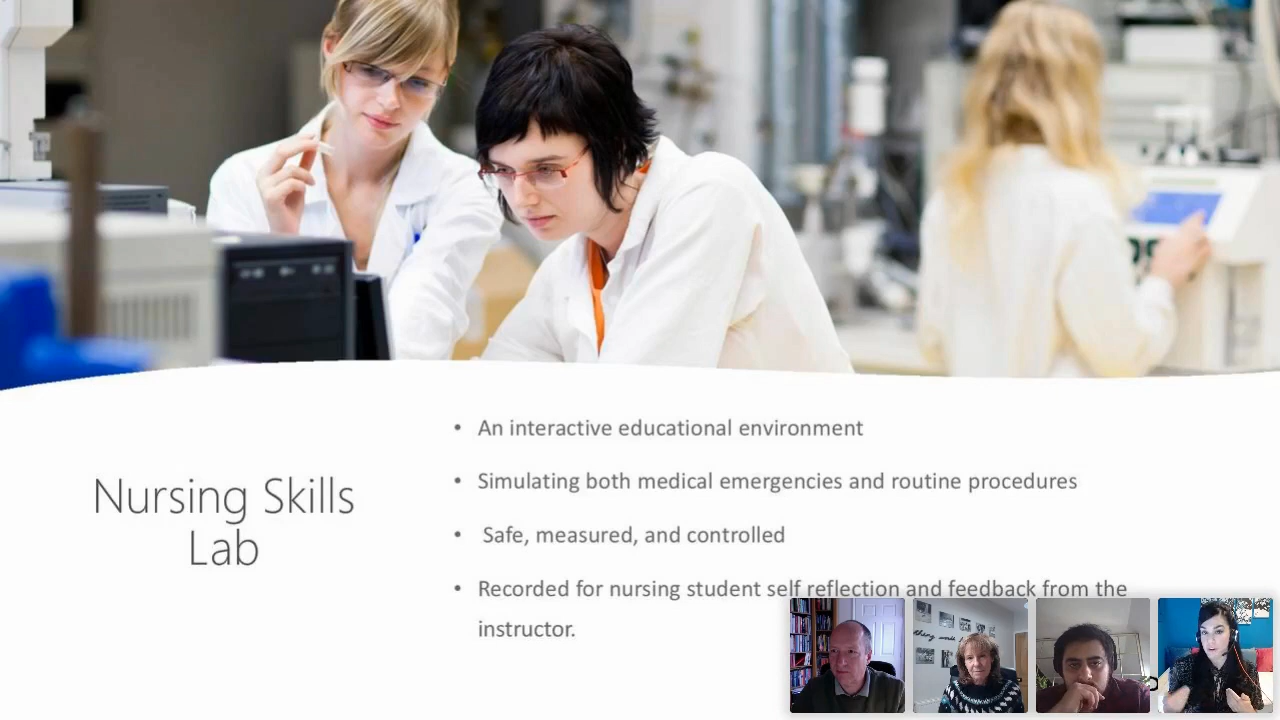 Nursing Skills
Lab
• An interactive educational environment
• Simulating both medical emergencies and routine procedures
• Safe, measured, and controlled
• Recorded for nursing student self reflection and feedback from the
instructor.